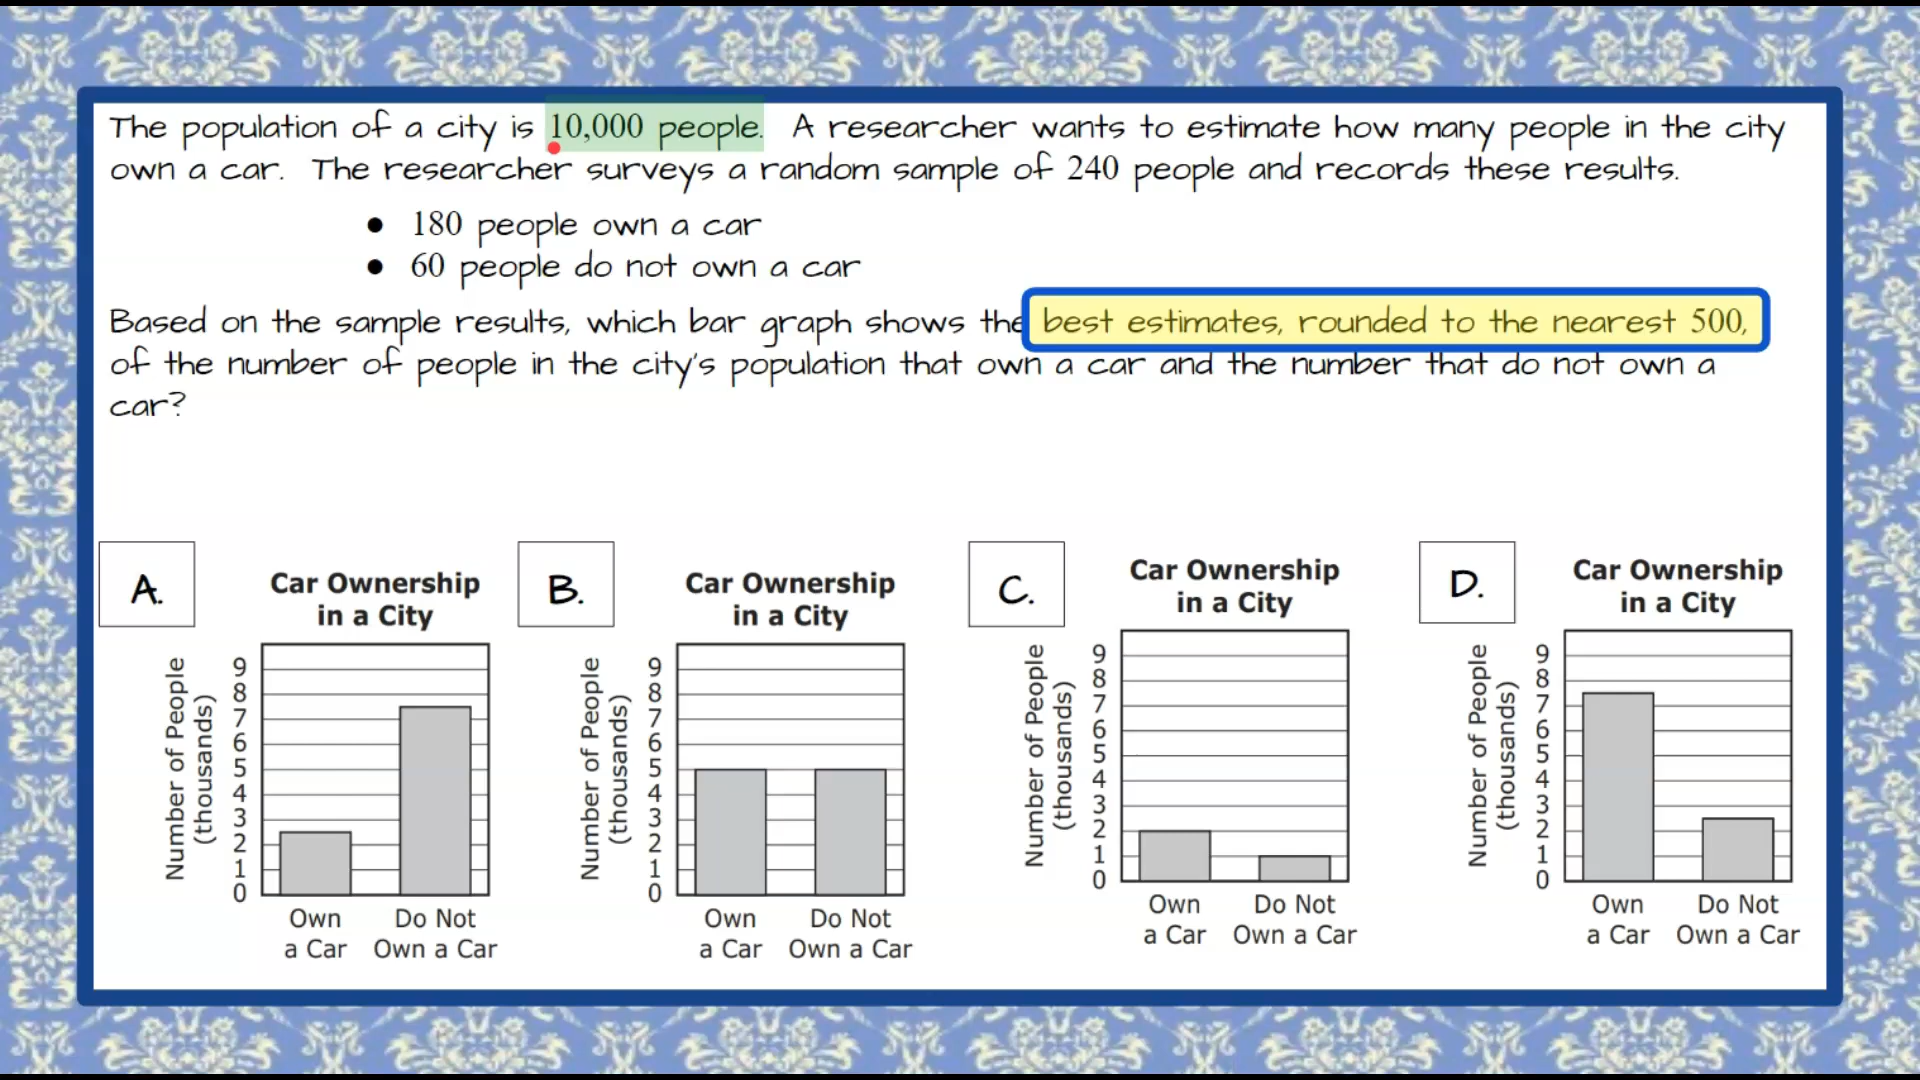 The population of a city is 10,000 people. A researcher wants to estimate how many people in the city
own a car. The researcher surveys a random sample of 240 people and records these results.
● 180 people own a car
● 60 people do not own a car
Based on the sample results, which bar graph shows the best estimates, rounded to the nearest 500,
of the number of people in the city's population that own a car and the number that do not own a
car?
A.
Car Ownership
in a City
Number of People
(thousands)
9
8
7
6
5
4
3
2
1
0
Own
a Car
Do Not
Own a Car
B.
Car Ownership
in a City
Number of People
(thousands)
9
8
7
6
5
4
3
2
1
0
Own
a Car
Do Not
Own a Car
C.
Car Ownership
in a City
Number of People
(thousands)
9
8
7
6
5
4
3
2
1
0
Own
a Car
Do Not
Own a Car
D.
Car Ownership
in a City
Number of People
(thousands)
9
8
7
6
5
4
3
2
1
0
Own
a Car
Do Not
Own a Car